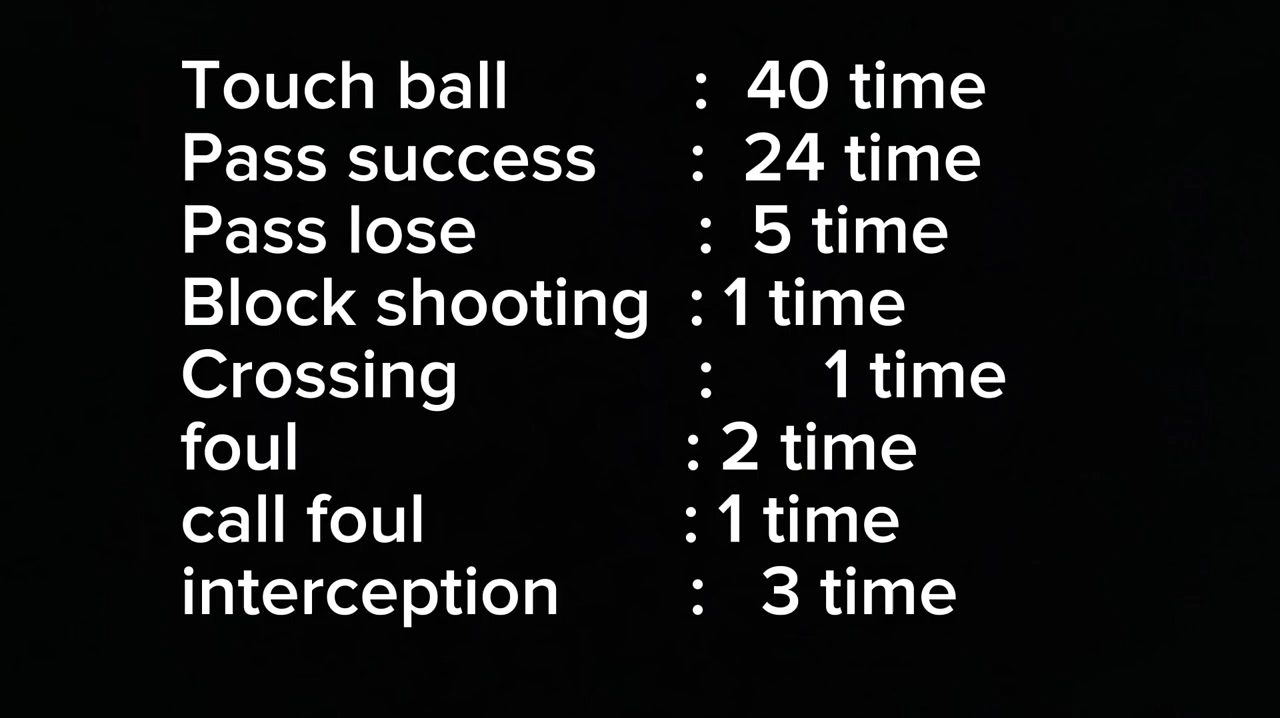 Touch ball : 40 time
Pass success : 24 time
Pass lose : 5 time
Block shooting : 1 time
Crossing : 1 time
foul : 2 time
call foul : 1 time
interception : 3 time